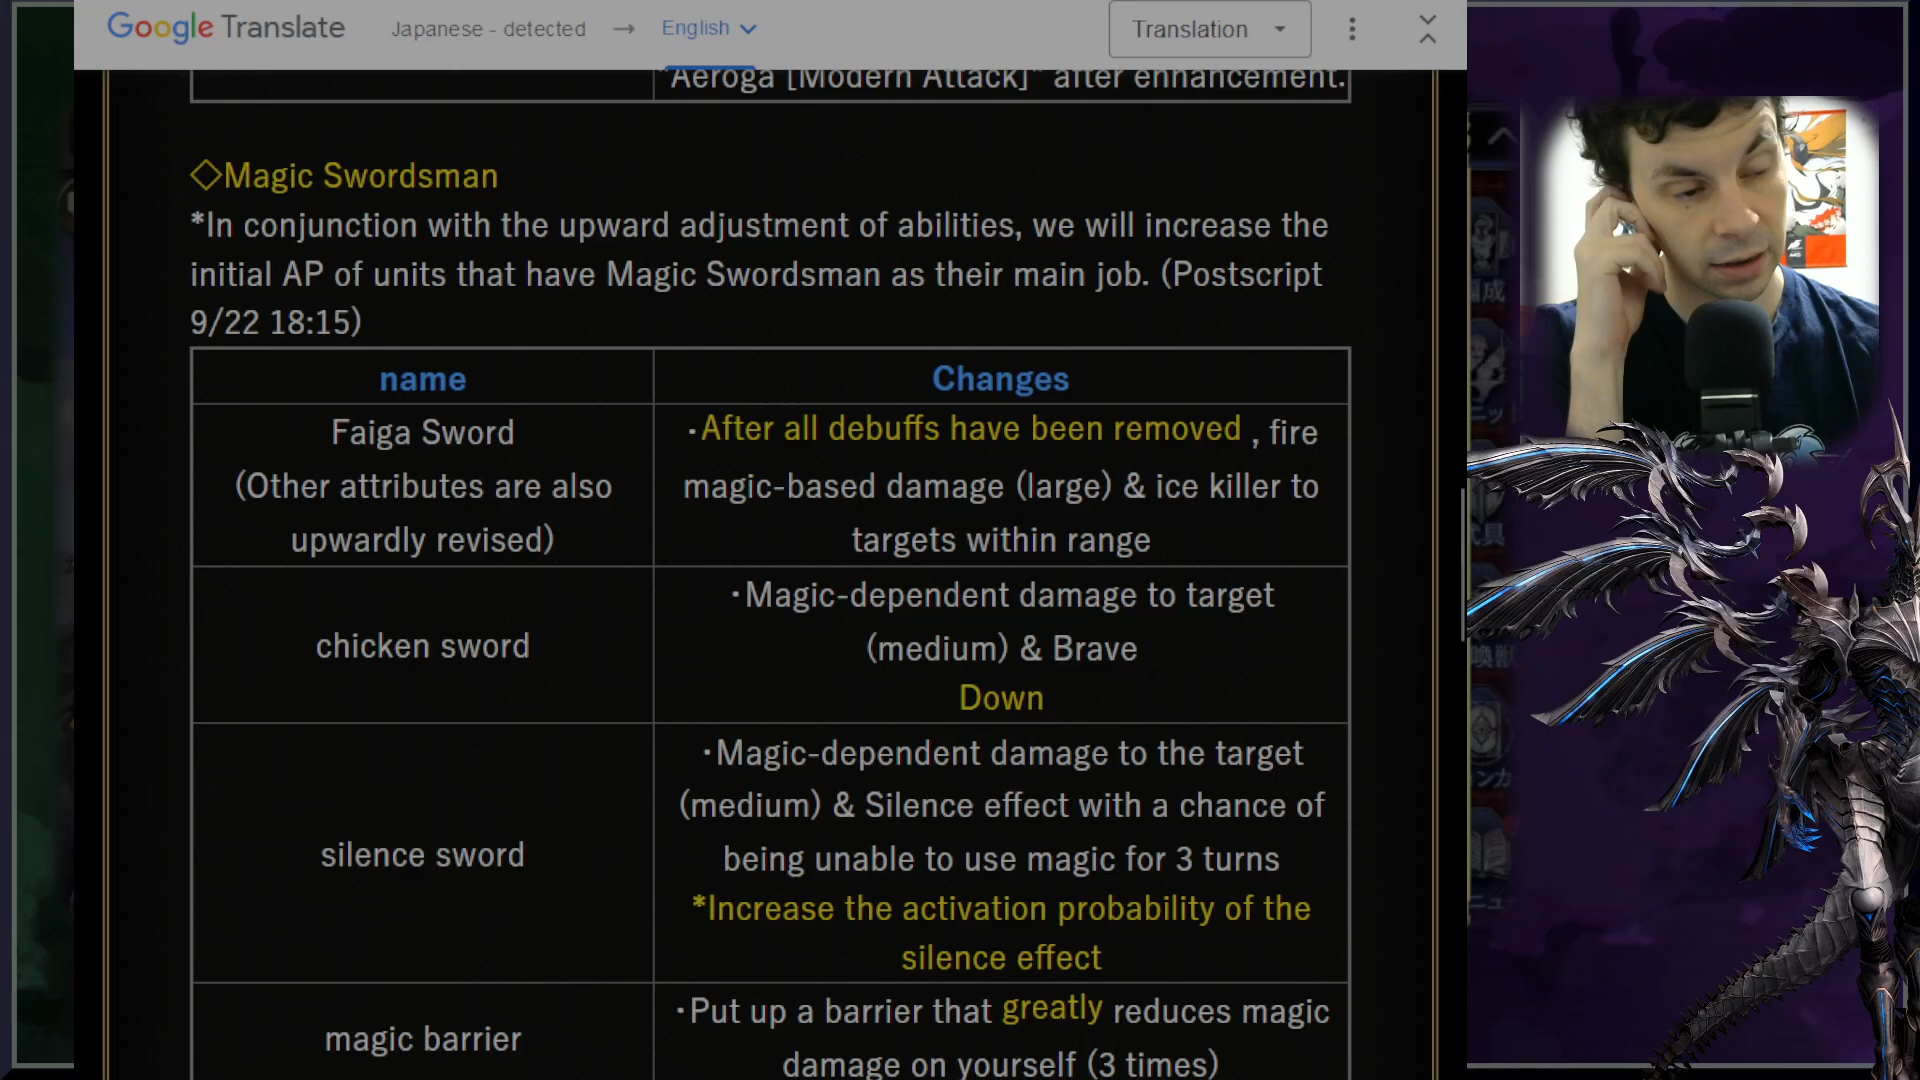 Google Translate
Japanese - detected
→
English
Translation
"Aeroga [Modern Attack]" after enhancement.
◇Magic Swordsman
*In conjunction with the upward adjustment of abilities, we will increase the
initial AP of units that have Magic Swordsman as their main job. (Postscript
9/22 18:15)
name
Changes
Faiga Sword
(Other attributes are also
upwardly revised)
・After all debuffs have been removed , fire
magic-based damage (large) & ice killer to
targets within range
chicken sword
・Magic-dependent damage to target
(medium) & Brave
Down
silence sword
・Magic-dependent damage to the target
(medium) & Silence effect with a chance of
being unable to use magic for 3 turns
*Increase the activation probability of the
silence effect
magic barrier
・Put up a barrier that greatly reduces magic
damage on yourself (3 times)